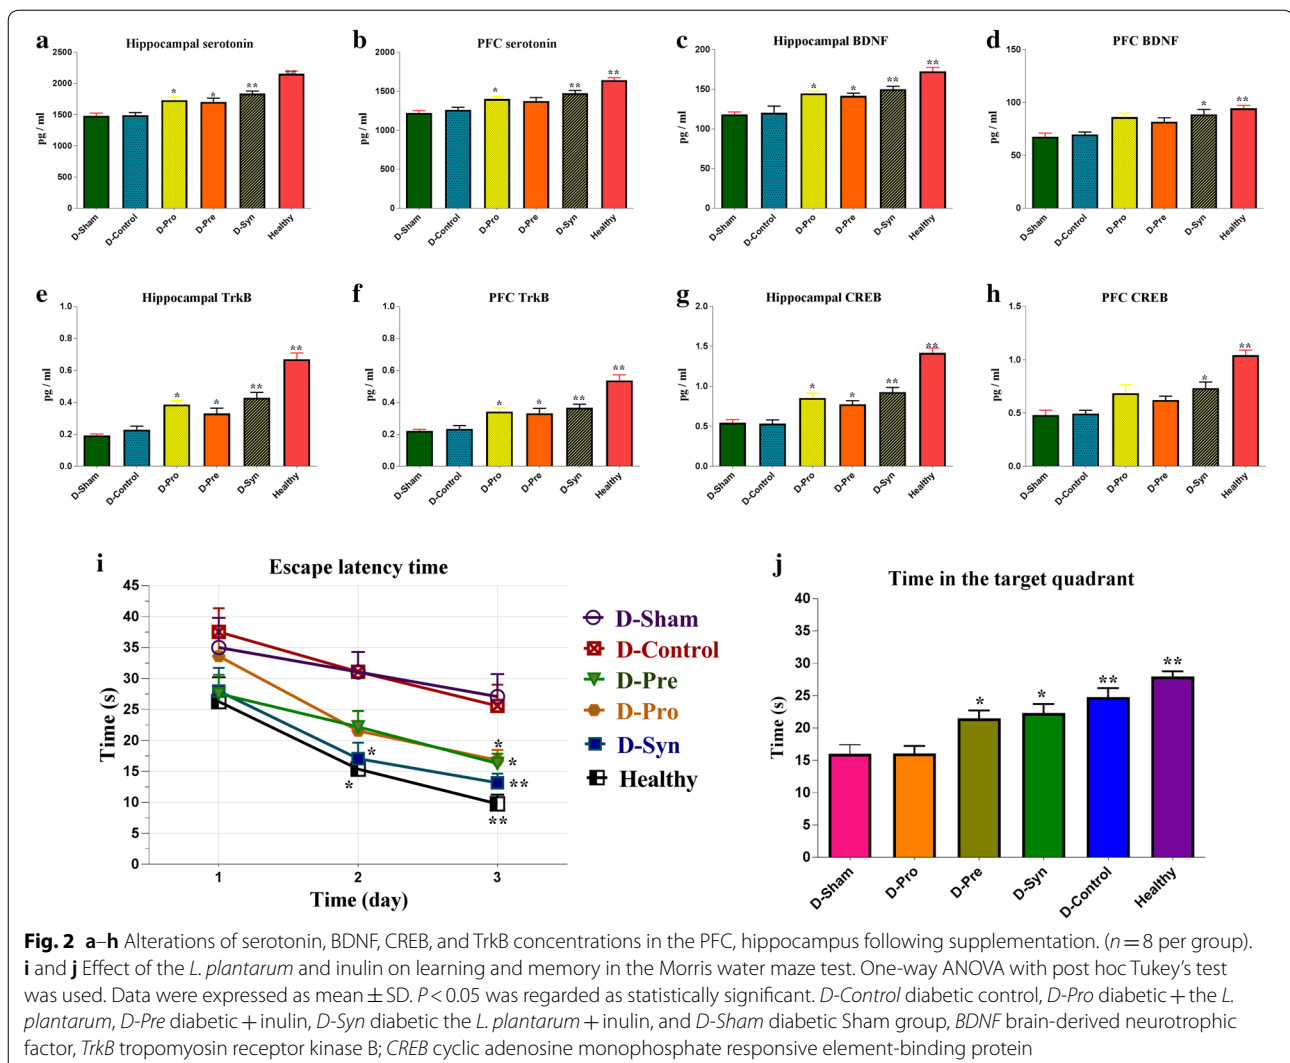 a
Hippocampal serotonin
2500
2000
1500
1000
500
0
pg / ml
*
*
**
**
D-Sham
D-Control
D-Pro
D-Pre
D-Syn
Healthy
b
PFC serotonin
2000
1500
1000
500
0
pg / ml
*
**
**
D-Sham
D-Control
D-Pro
D-Pre
D-Syn
Healthy
c
Hippocampal BDNF
200
150
100
50
0
pg / ml
*
*
**
**
D-Sham
D-Control
D-Pro
D-Pre
D-Syn
Healthy
d
PFC BDNF
150
100
50
0
pg / ml
*
**
D-Sham
D-Control
D-Pro
D-Pre
D-Syn
Healthy
e
Hippocampal TrkB
1.0
0.8
0.6
0.4
0.2
0.0
pg / ml
*
*
**
**
D-Sham
D-Control
D-Pro
D-Pre
D-Syn
Healthy
f
PFC TrkB
1.0
0.8
0.6
0.4
0.2
0.0
pg / ml
*
*
**
**
D-Sham
D-Control
D-Pro
D-Pre
D-Syn
Healthy
g
Hippocampal CREB
2.0
1.5
1.0
0.5
0.0
pg / ml
*
*
**
**
D-Sham
D-Control
D-Pro
D-Pre
D-Syn
Healthy
h
PFC CREB
1.5
1.0
0.5
0.0
pg / ml
*
**
D-Sham
D-Control
D-Pro
D-Pre
D-Syn
Healthy
i
Escape latency time
45
40
35
30
25
20
15
10
5
0
Time (s)
*
*
*
*
**
**
1
2
3
Time (day)
D-Sham
D-Control
D-Pre
D-Pro
D-Syn
Healthy
j
Time in the target quadrant
40
35
30
25
20
15
10
5
0
Time (s)
*
*
**
**
D-Sham
D-Pro
D-Pre
D-Syn
D-Control
Healthy
Fig. 2 a–h Alterations of serotonin, BDNF, CREB, and TrkB concentrations in the PFC, hippocampus following supplementation. (n = 8 per group).
i and j Effect of the L. plantarum and inulin on learning and memory in the Morris water maze test. One-way ANOVA with post hoc Tukey's test
was used. Data were expressed as mean ± SD. P < 0.05 was regarded as statistically significant. D-Control diabetic control, D-Pro diabetic + the L.
plantarum, D-Pre diabetic + inulin, D-Syn diabetic the L. plantarum + inulin, and D-Sham diabetic Sham group, BDNF brain-derived neurotrophic
factor, TrkB tropomyosin receptor kinase B; CREB cyclic adenosine monophosphate responsive element-binding protein